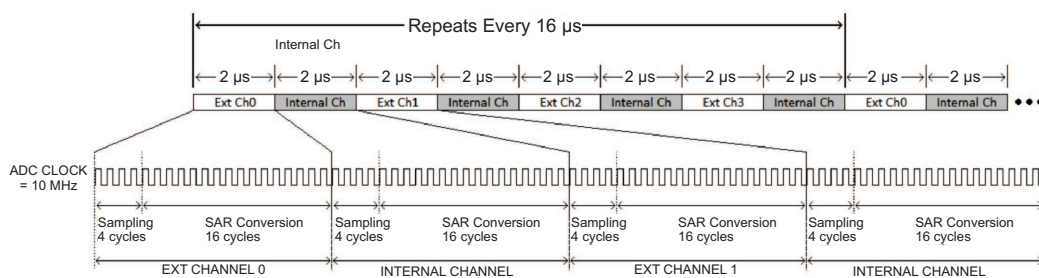 Repeats Every 16 µs
Internal Ch
2 µs 2 µs 2 µs 2 µs 2 µs 2 µs 2 µs 2 µs 2 µs 2 µs
Ext Ch0 Internal Ch Ext Ch1 Internal Ch Ext Ch2 Internal Ch Ext Ch3 Internal Ch Ext Ch0 Internal Ch
ADC CLOCK
= 10 MHz
Sampling SAR Conversion Sampling SAR Conversion Sampling SAR Conversion Sampling SAR Conversion
4 cycles 16 cycles 4 cycles 16 cycles 4 cycles 16 cycles 4 cycles 16 cycles
EXT CHANNEL 0 INTERNAL CHANNEL EXT CHANNEL 1 INTERNAL CHANNEL